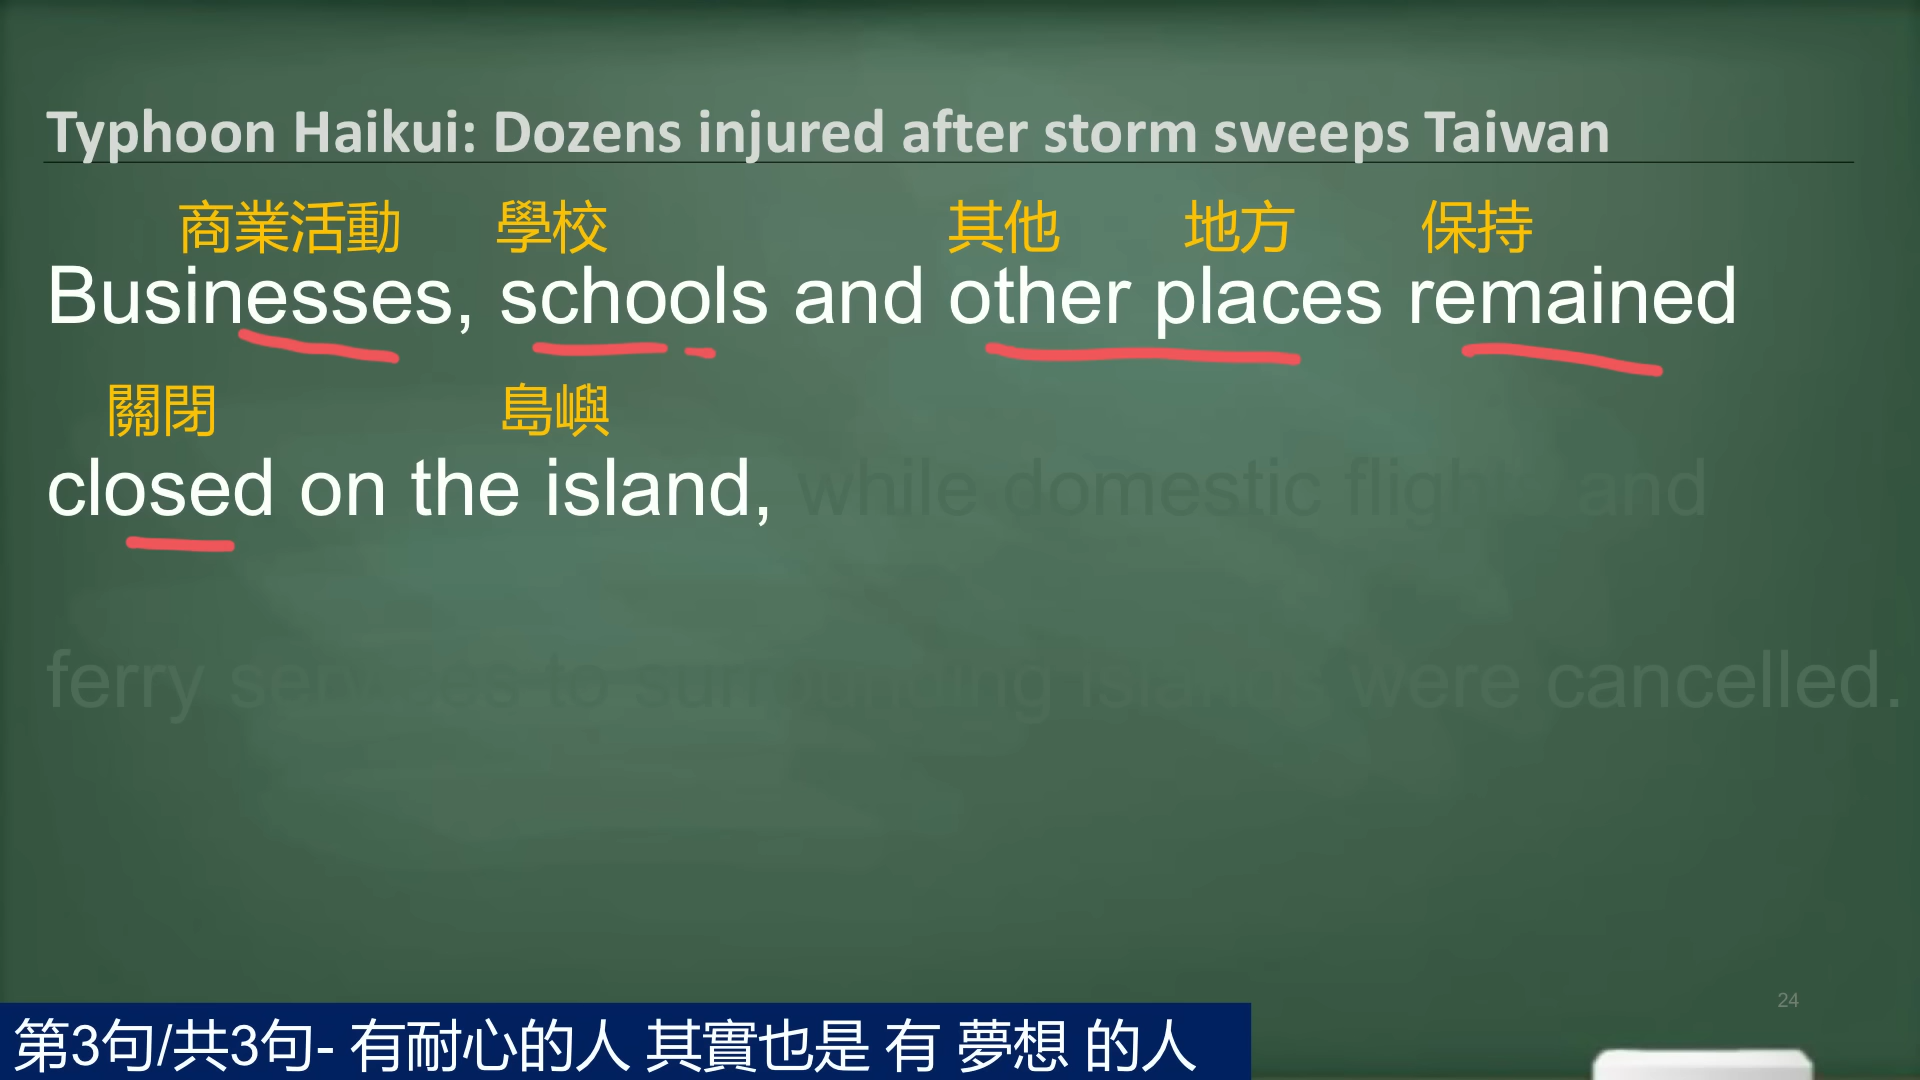 Typhoon Haikui: Dozens injured after storm sweeps Taiwan
商業活動 學校 其他 地方 保持
Businesses, schools and other places remained
關閉 島嶼
closed on the island, while domestic flights and
ferry services to surrounding islands were cancelled.
24
第3句/共3句- 有耐心的人 其實也是 有 夢想 的人